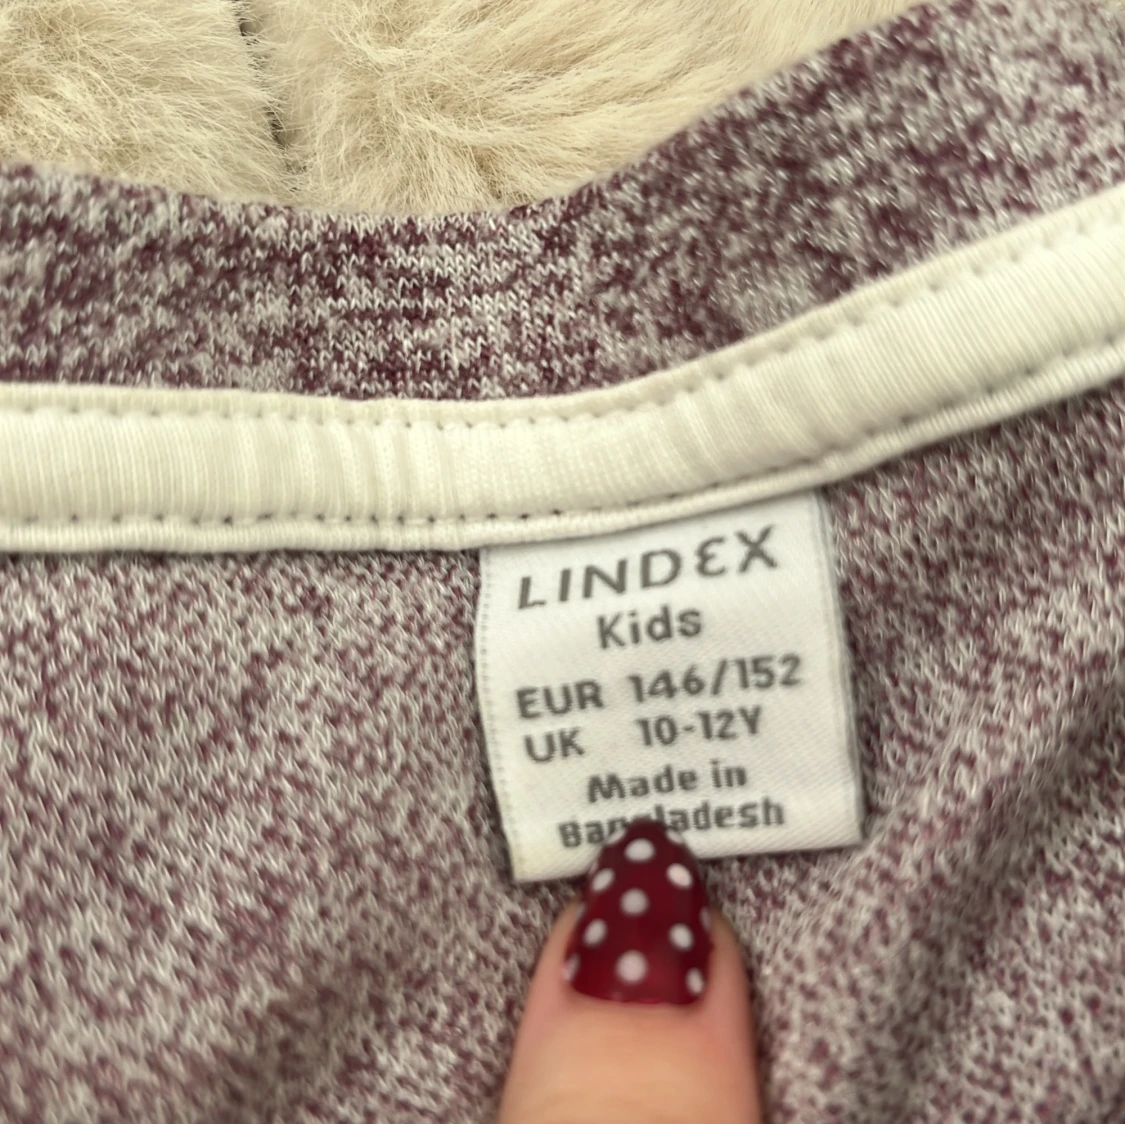 LINDEX
Kids
EUR 146/152
UK 10-12Y
Made in
Bangladesh